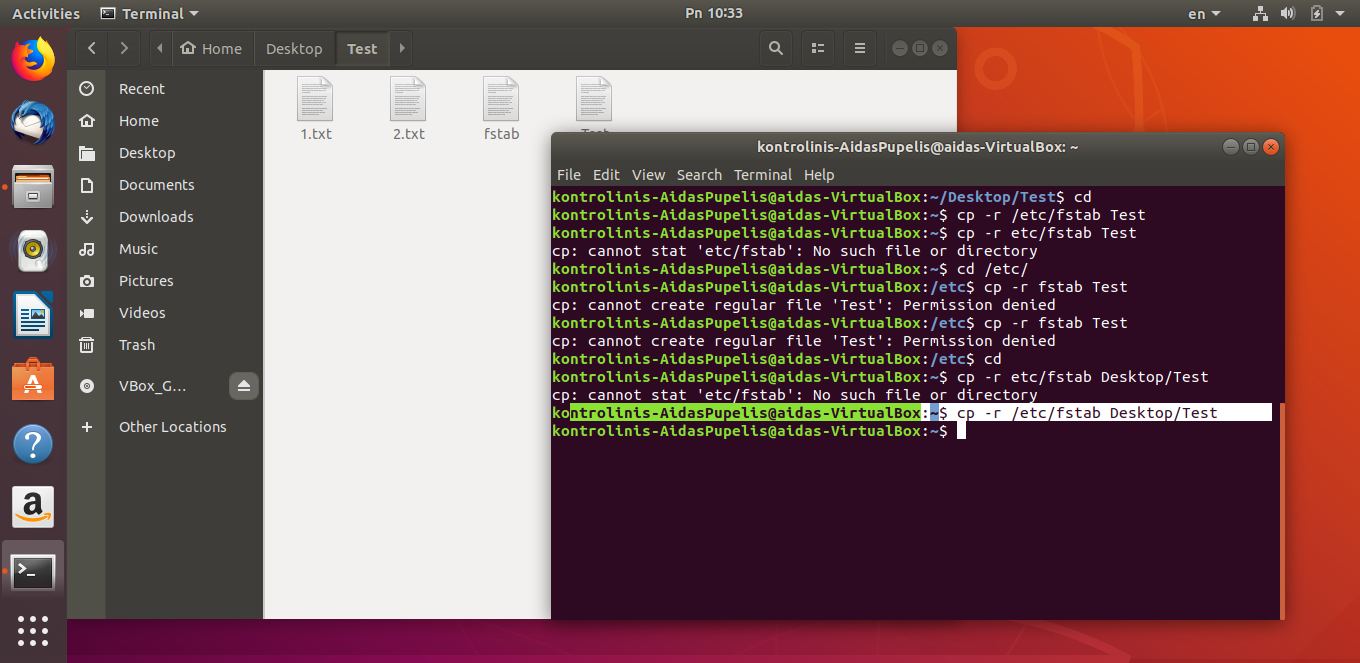 Activities
Terminal
Pn 10:33
en
Home
Desktop
Test
Recent
Home
Desktop
Documents
Downloads
Music
Pictures
Videos
Trash
VBox_G…
Other Locations
1.txt
2.txt
fstab
Test
kontrolinis-AidasPupelis@aidas-VirtualBox: ~
File Edit View Search Terminal Help
kontrolinis-AidasPupelis@aidas-VirtualBox:~/Desktop/Test$ cd
kontrolinis-AidasPupelis@aidas-VirtualBox:~$ cp -r /etc/fstab Test
kontrolinis-AidasPupelis@aidas-VirtualBox:~$ cp -r etc/fstab Test
cp: cannot stat 'etc/fstab': No such file or directory
kontrolinis-AidasPupelis@aidas-VirtualBox:~$ cd /etc/
kontrolinis-AidasPupelis@aidas-VirtualBox:/etc$ cp -r fstab Test
cp: cannot create regular file 'Test': Permission denied
kontrolinis-AidasPupelis@aidas-VirtualBox:/etc$ cp -r fstab Test
cp: cannot create regular file 'Test': Permission denied
kontrolinis-AidasPupelis@aidas-VirtualBox:/etc$ cd
kontrolinis-AidasPupelis@aidas-VirtualBox:~$ cp -r etc/fstab Desktop/Test
cp: cannot stat 'etc/fstab': No such file or directory
kontrolinis-AidasPupelis@aidas-VirtualBox:~$ cp -r /etc/fstab Desktop/Test
kontrolinis-AidasPupelis@aidas-VirtualBox:~$